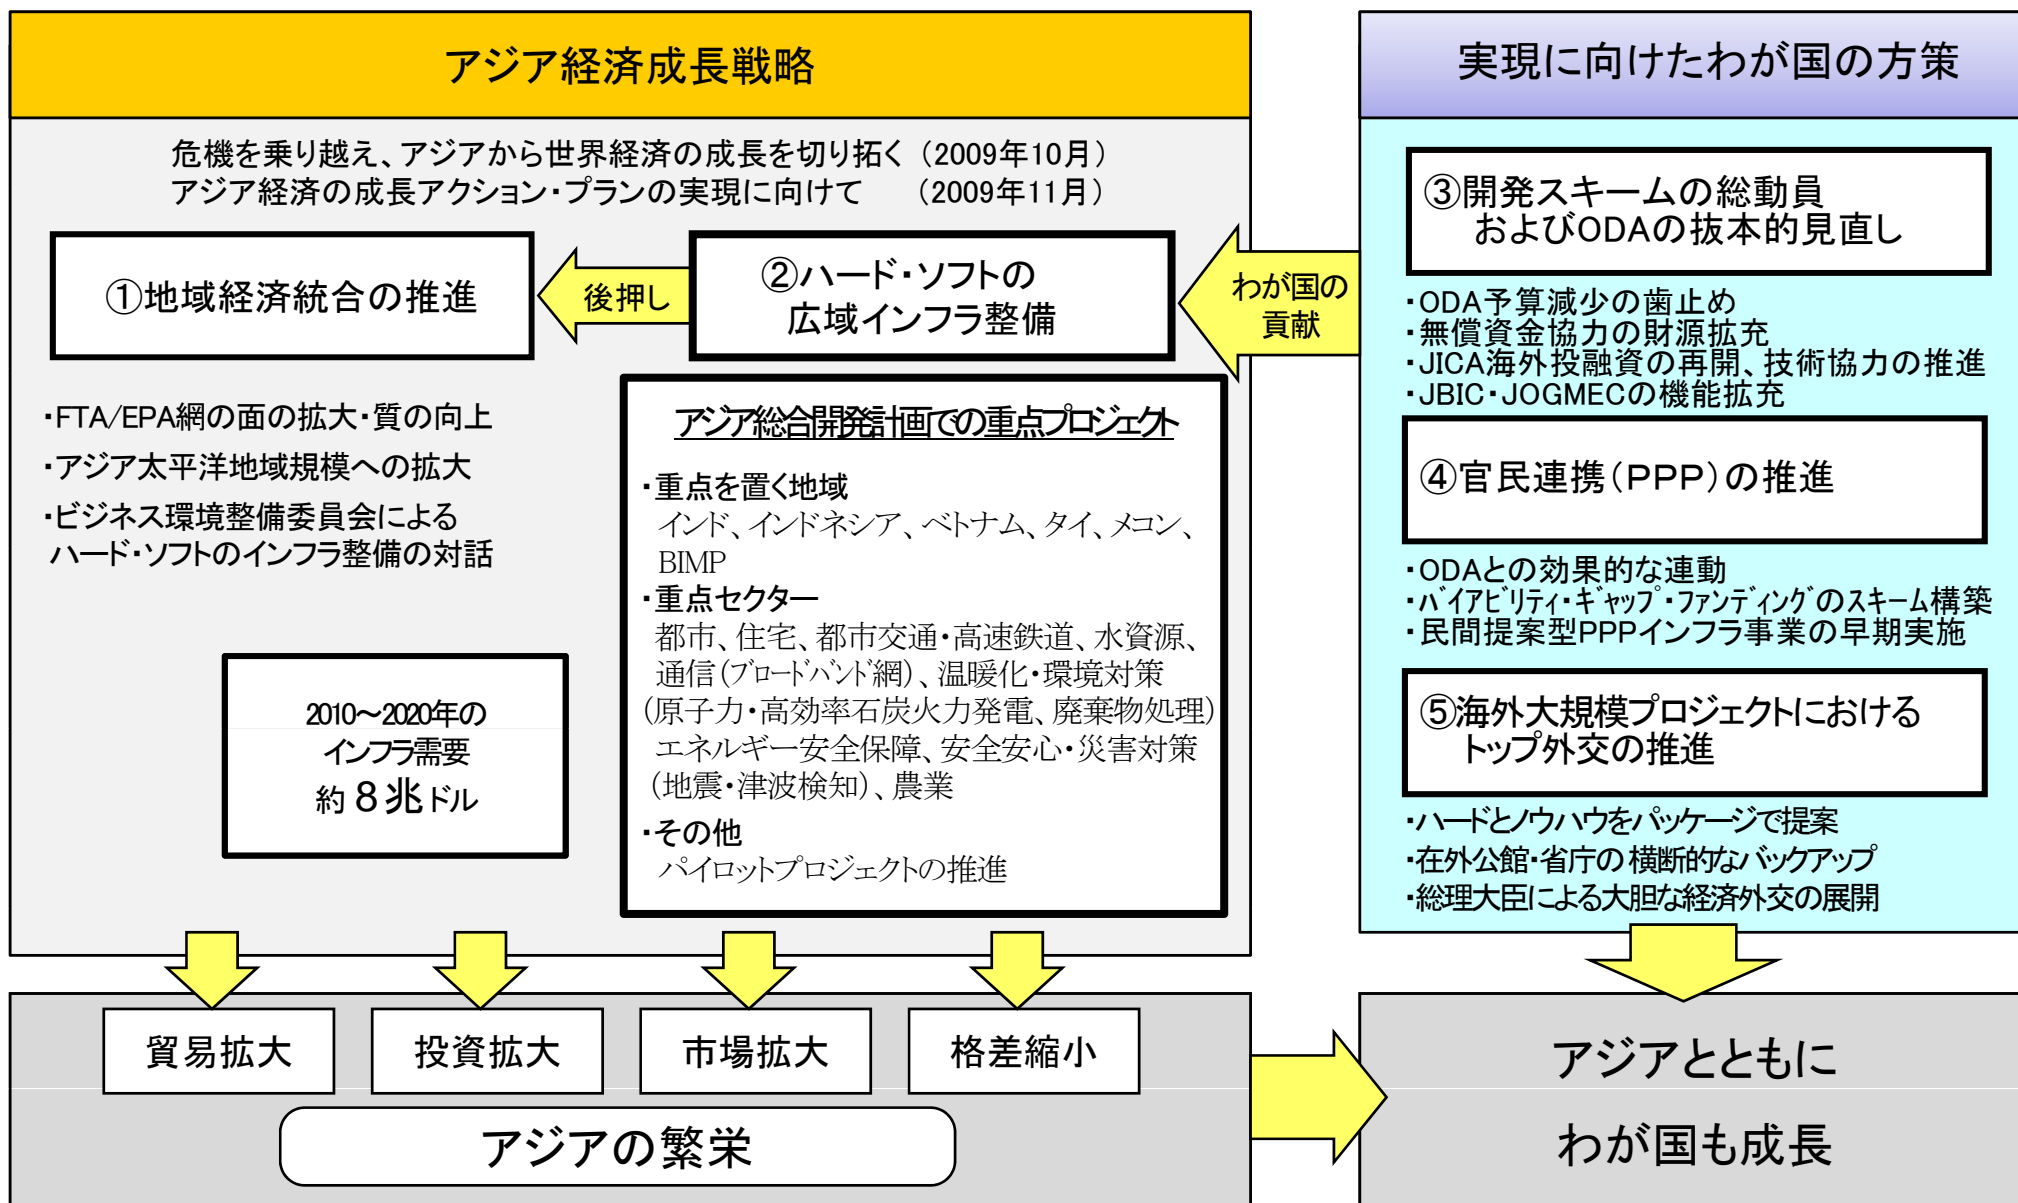 アジア経済成長戦略
危機を乗り越え、アジアから世界経済の成長を切り拓く（2009年10月）
アジア経済の成長アクション・プランの実現に向けて　（2009年11月）
①地域経済統合の推進
後押し
②ハード・ソフトの
広域インフラ整備
わが国の
貢献
・FTA/EPA網の面の拡大・質の向上
・アジア太平洋地域規模への拡大
・ビジネス環境整備委員会による
ハード・ソフトのインフラ整備の対話
2010～2020年の
インフラ需要
約８兆ドル
アジア総合開発計画での重点プロジェクト
・重点を置く地域
インド、インドネシア、ベトナム、タイ、メコン、
BIMP
・重点セクター
都市、住宅、都市交通・高速鉄道、水資源、
通信（ブロードバンド網）、温暖化・環境対策
（原子力・高効率石炭火力発電、廃棄物処理）
エネルギー安全保障、安全安心・災害対策
（地震・津波検知）、農業
・その他
パイロットプロジェクトの推進
実現に向けたわが国の方策
③開発スキームの総動員
およびODAの抜本的見直し
・ODA予算減少の歯止め
・無償資金協力の財源拡充
・JICA海外投融資の再開、技術協力の推進
・JBIC・JOGMECの機能拡充
④官民連携（PPP）の推進
・ODAとの効果的な連動
・バイアビリティ・ギャップ・ファンディングのスキーム構築
・民間提案型PPPインフラ事業の早期実施
⑤海外大規模プロジェクトにおける
トップ外交の推進
・ハードとノウハウをパッケージで提案
・在外公館・省庁の横断的なバックアップ
・総理大臣による大胆な経済外交の展開
貿易拡大
投資拡大
市場拡大
格差縮小
アジアの繁栄
アジアとともに
わが国も成長